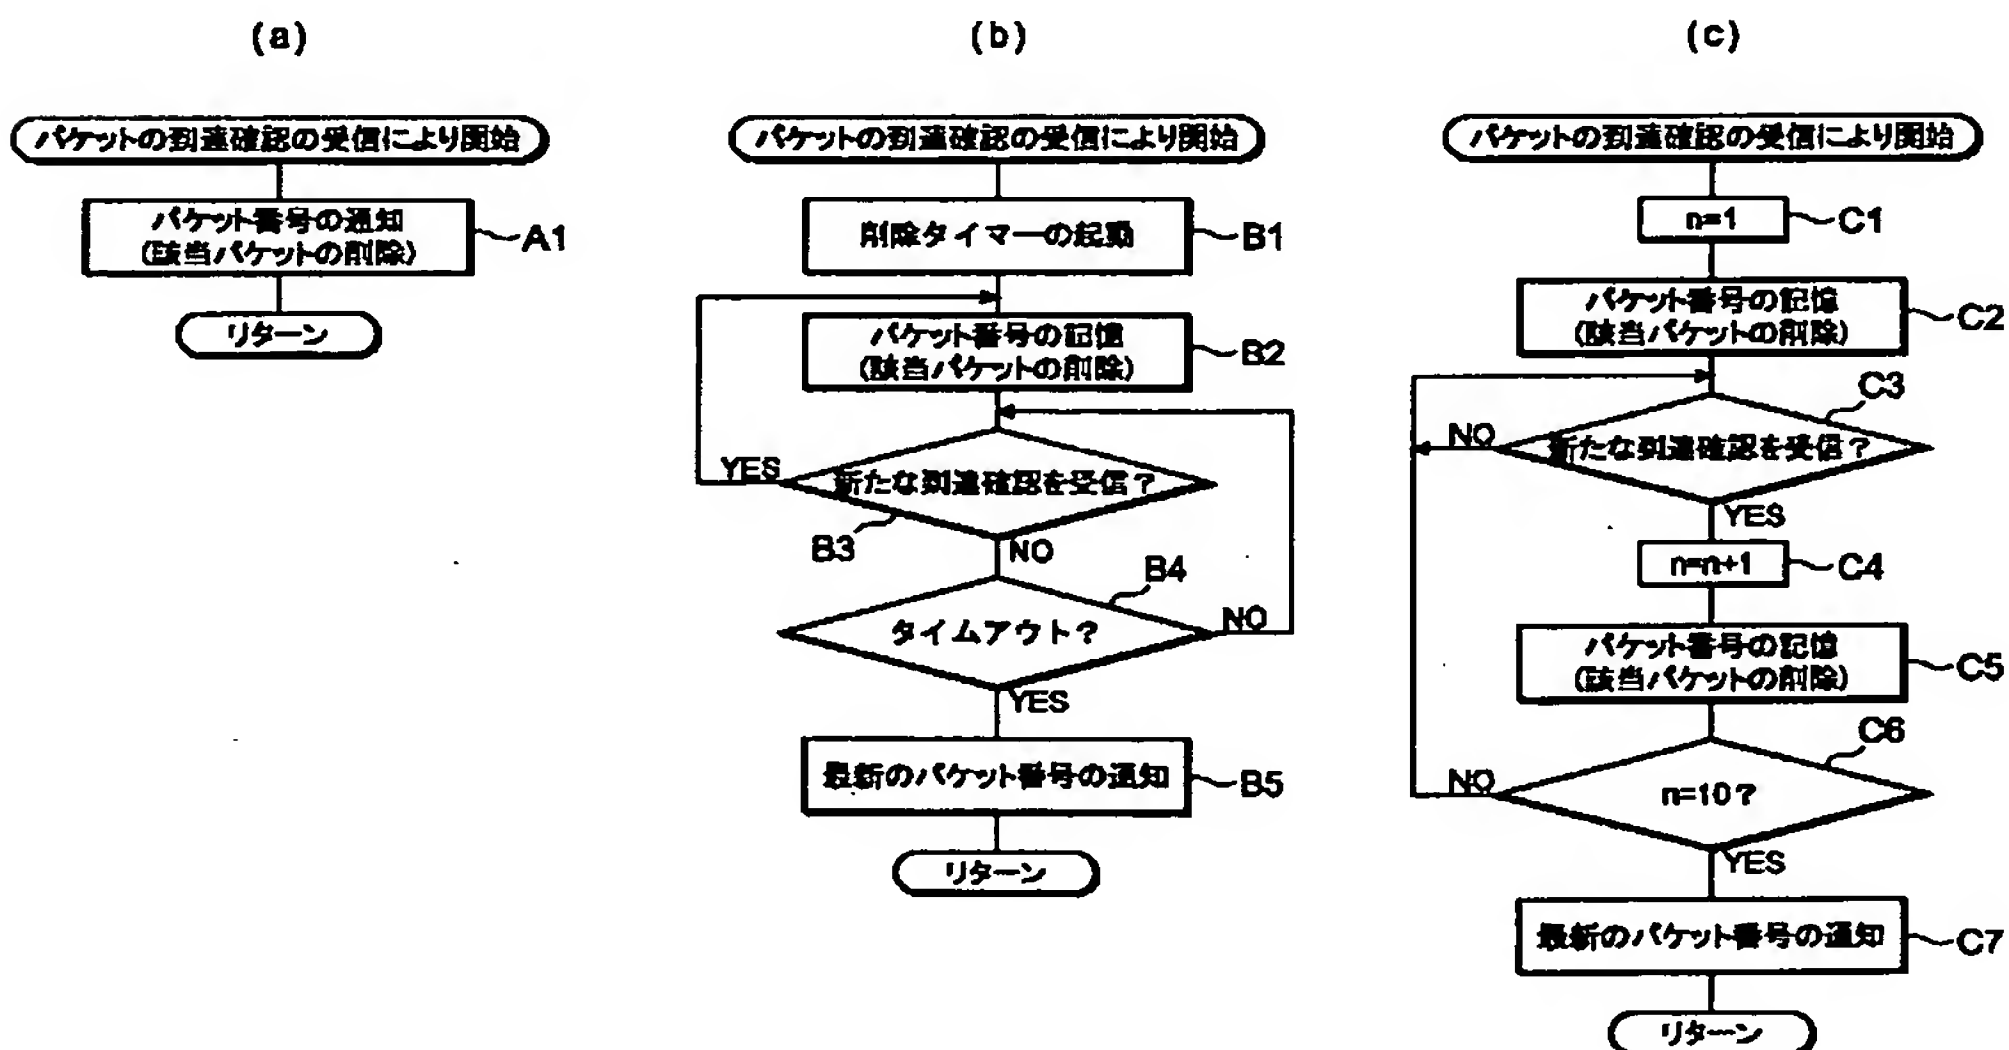 (a)
パケットの到達確認の受信により開始
パケット番号の通知
(該当パケットの削除)
A1
リターン
(b)
パケットの到達確認の受信により開始
削除タイマーの起動
B1
パケット番号の記憶
(該当パケットの削除)
B2
YES
新たな到達確認を受信?
B3
NO
B4
タイムアウト?
NO
YES
最新のパケット番号の通知
B5
リターン
(c)
パケットの到達確認の受信により開始
n=1
C1
パケット番号の記憶
(該当パケットの削除)
C2
C3
NO
新たな到達確認を受信?
YES
n=n+1
C4
パケット番号の記憶
(該当パケットの削除)
C5
C6
NO
n=10?
YES
最新のパケット番号の通知
C7
リターン